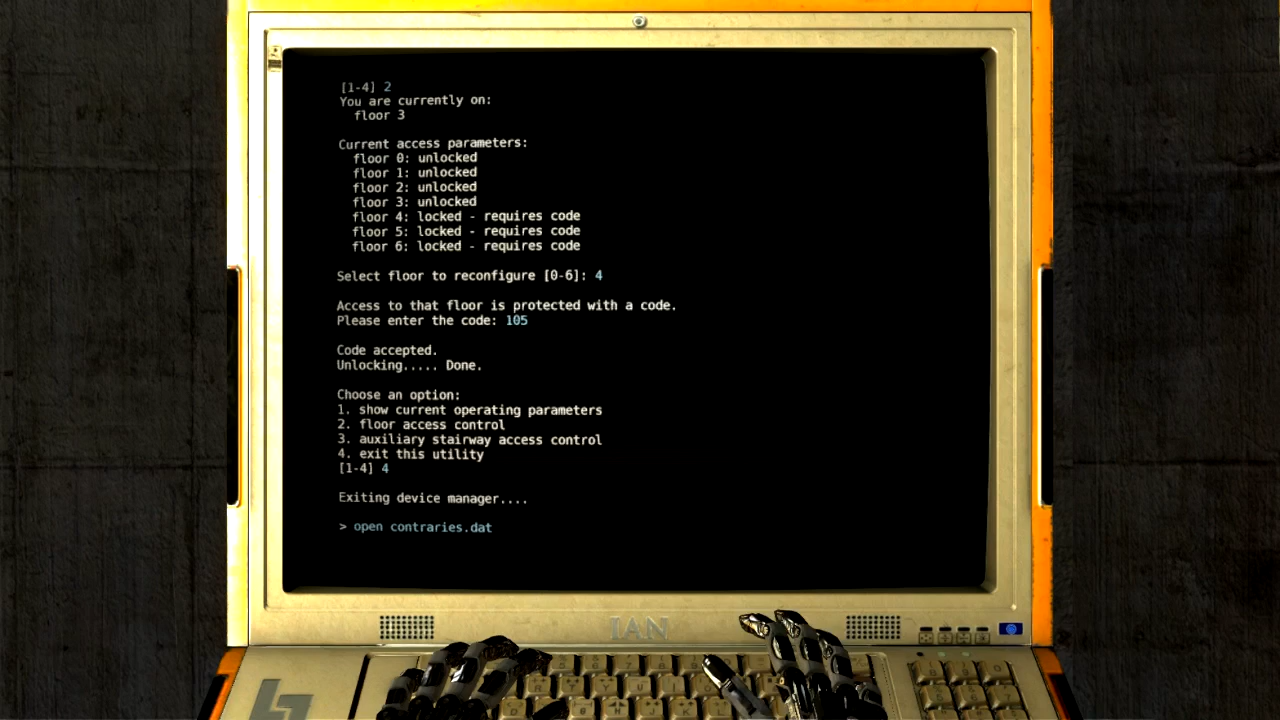 [1-4] 2
You are currently on:
floor 3
Current access parameters:
floor 0: unlocked
floor 1: unlocked
floor 2: unlocked
floor 3: unlocked
floor 4: locked - requires code
floor 5: locked - requires code
floor 6: locked - requires code
Select floor to reconfigure [0-6]: 4
Access to that floor is protected with a code.
Please enter the code: 105
Code accepted.
Unlocking..... Done.
Choose an option:
1. show current operating parameters
2. floor access control
3. auxiliary stairway access control
4. exit this utility
[1-4] 4
Exiting device manager....
> open contraries.dat
IAN